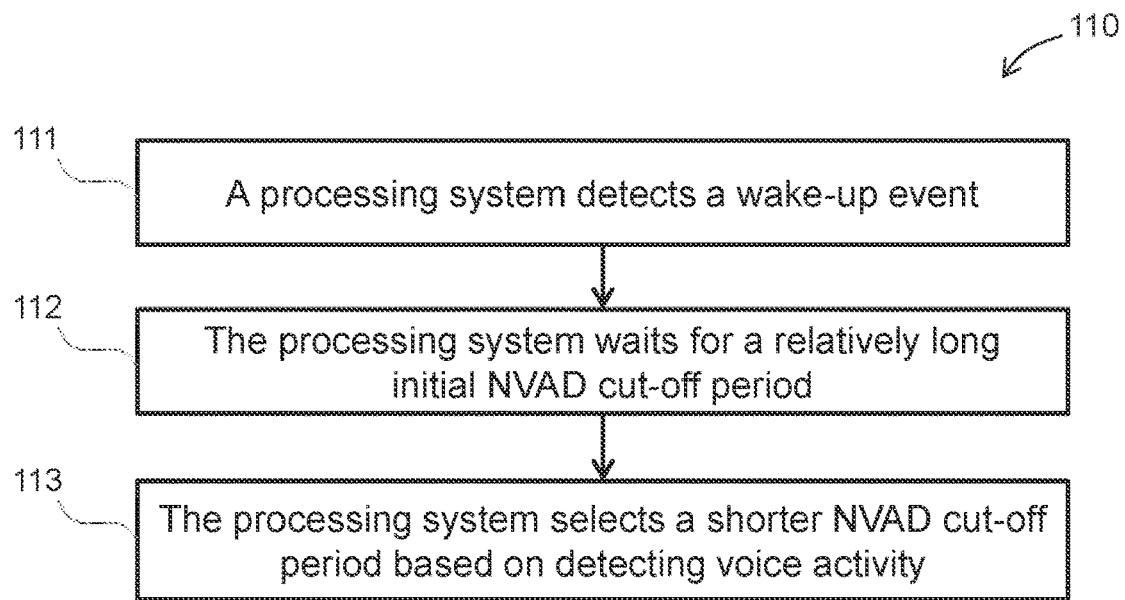 110
111
A processing system detects a wake-up event
112
The processing system waits for a relatively long
initial NVAD cut-off period
113
The processing system selects a shorter NVAD cut-off
period based on detecting voice activity